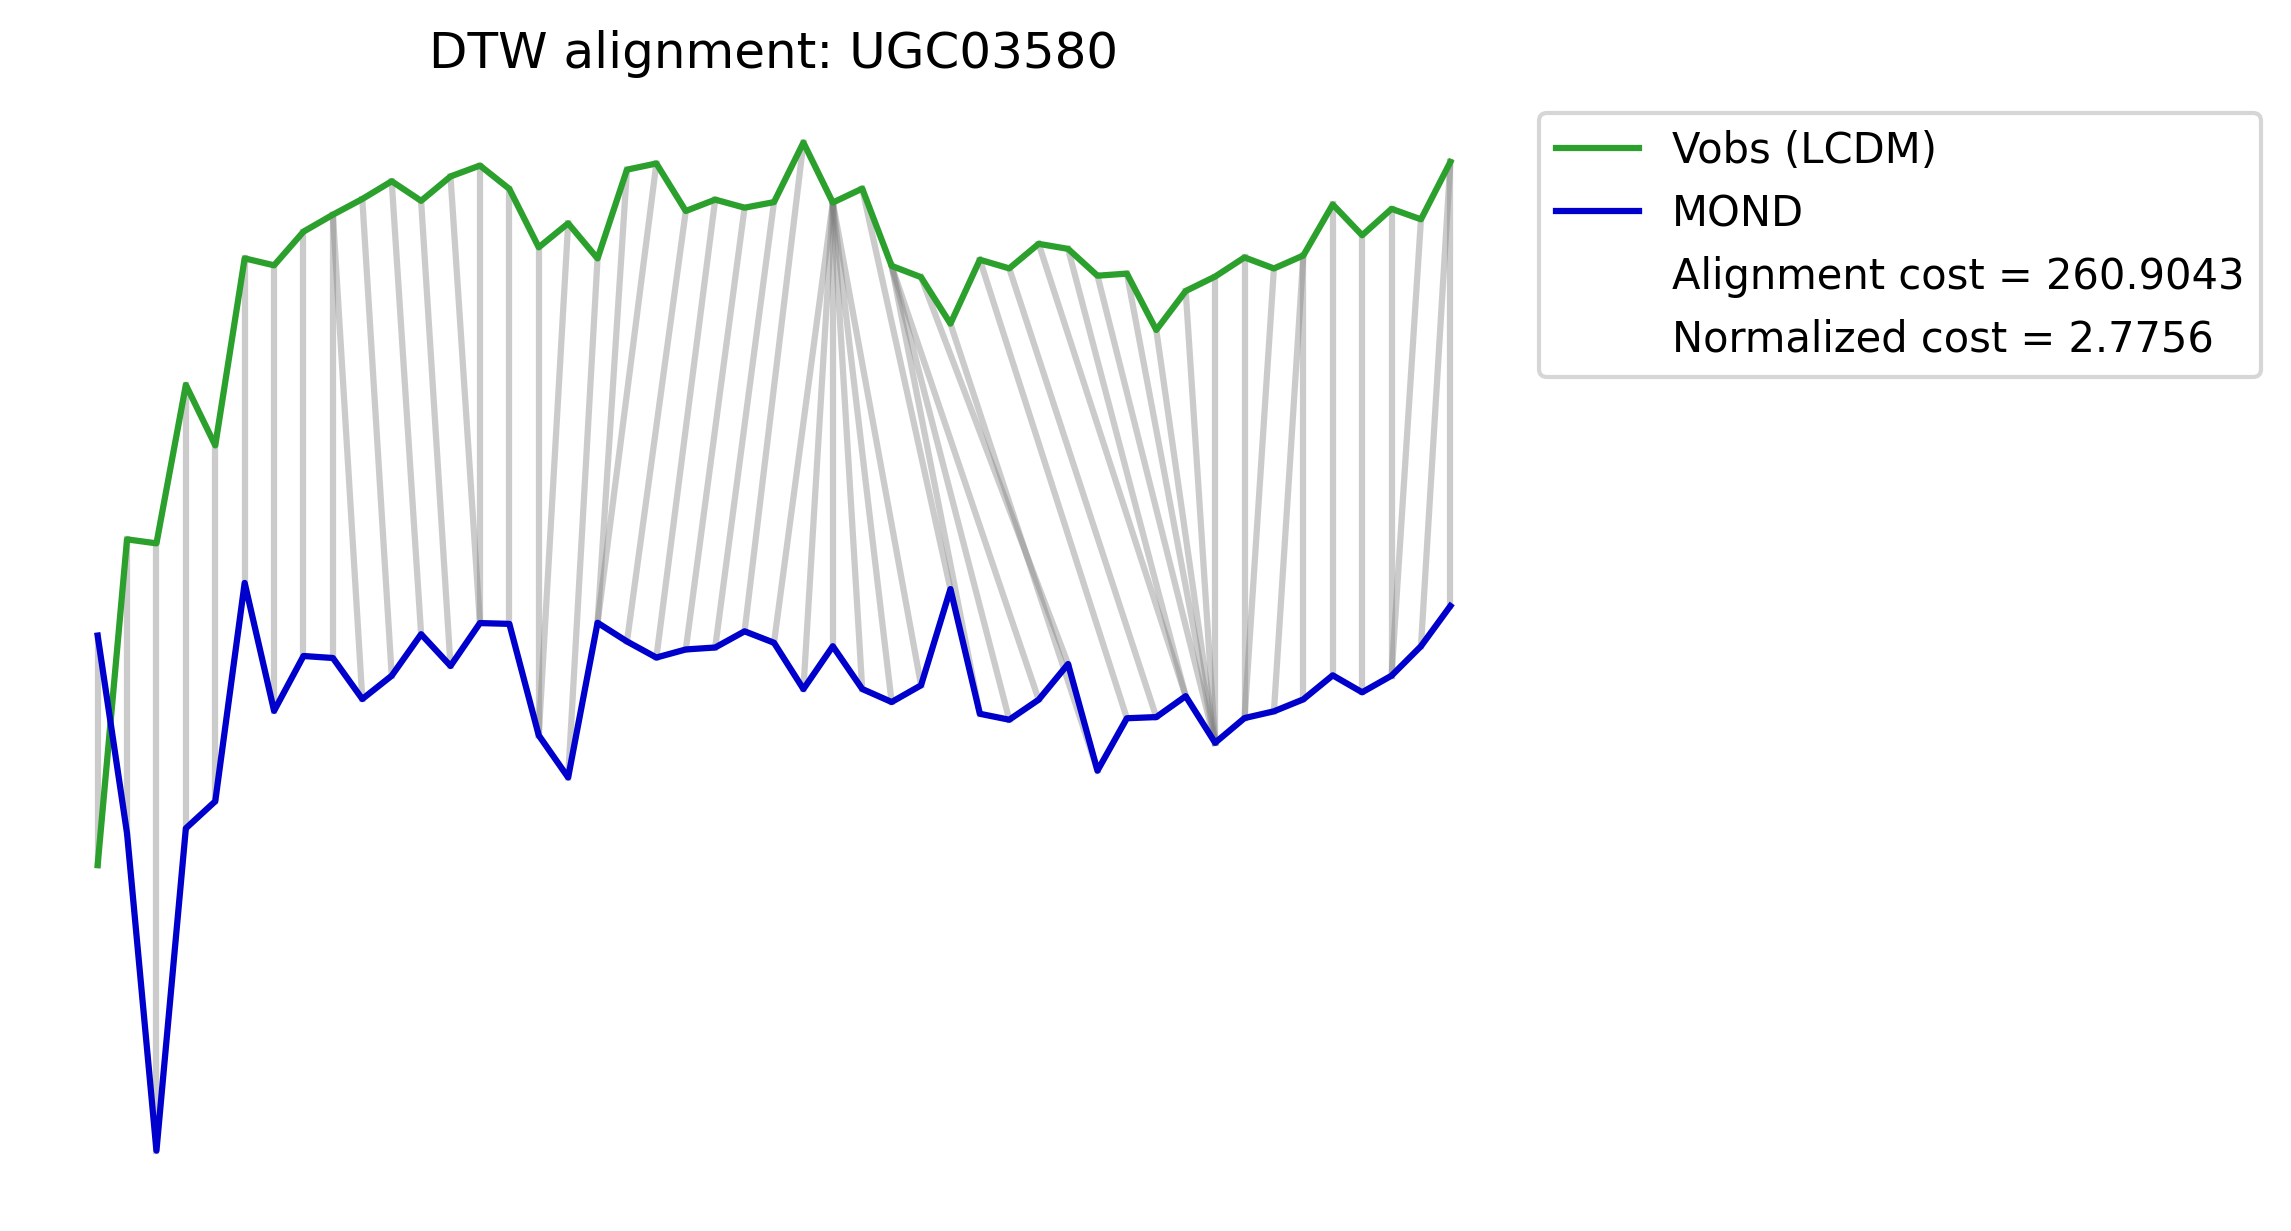 DTW alignment: UGC03580
Vobs (LCDM)
MOND
Alignment cost = 260.9043
Normalized cost = 2.7756